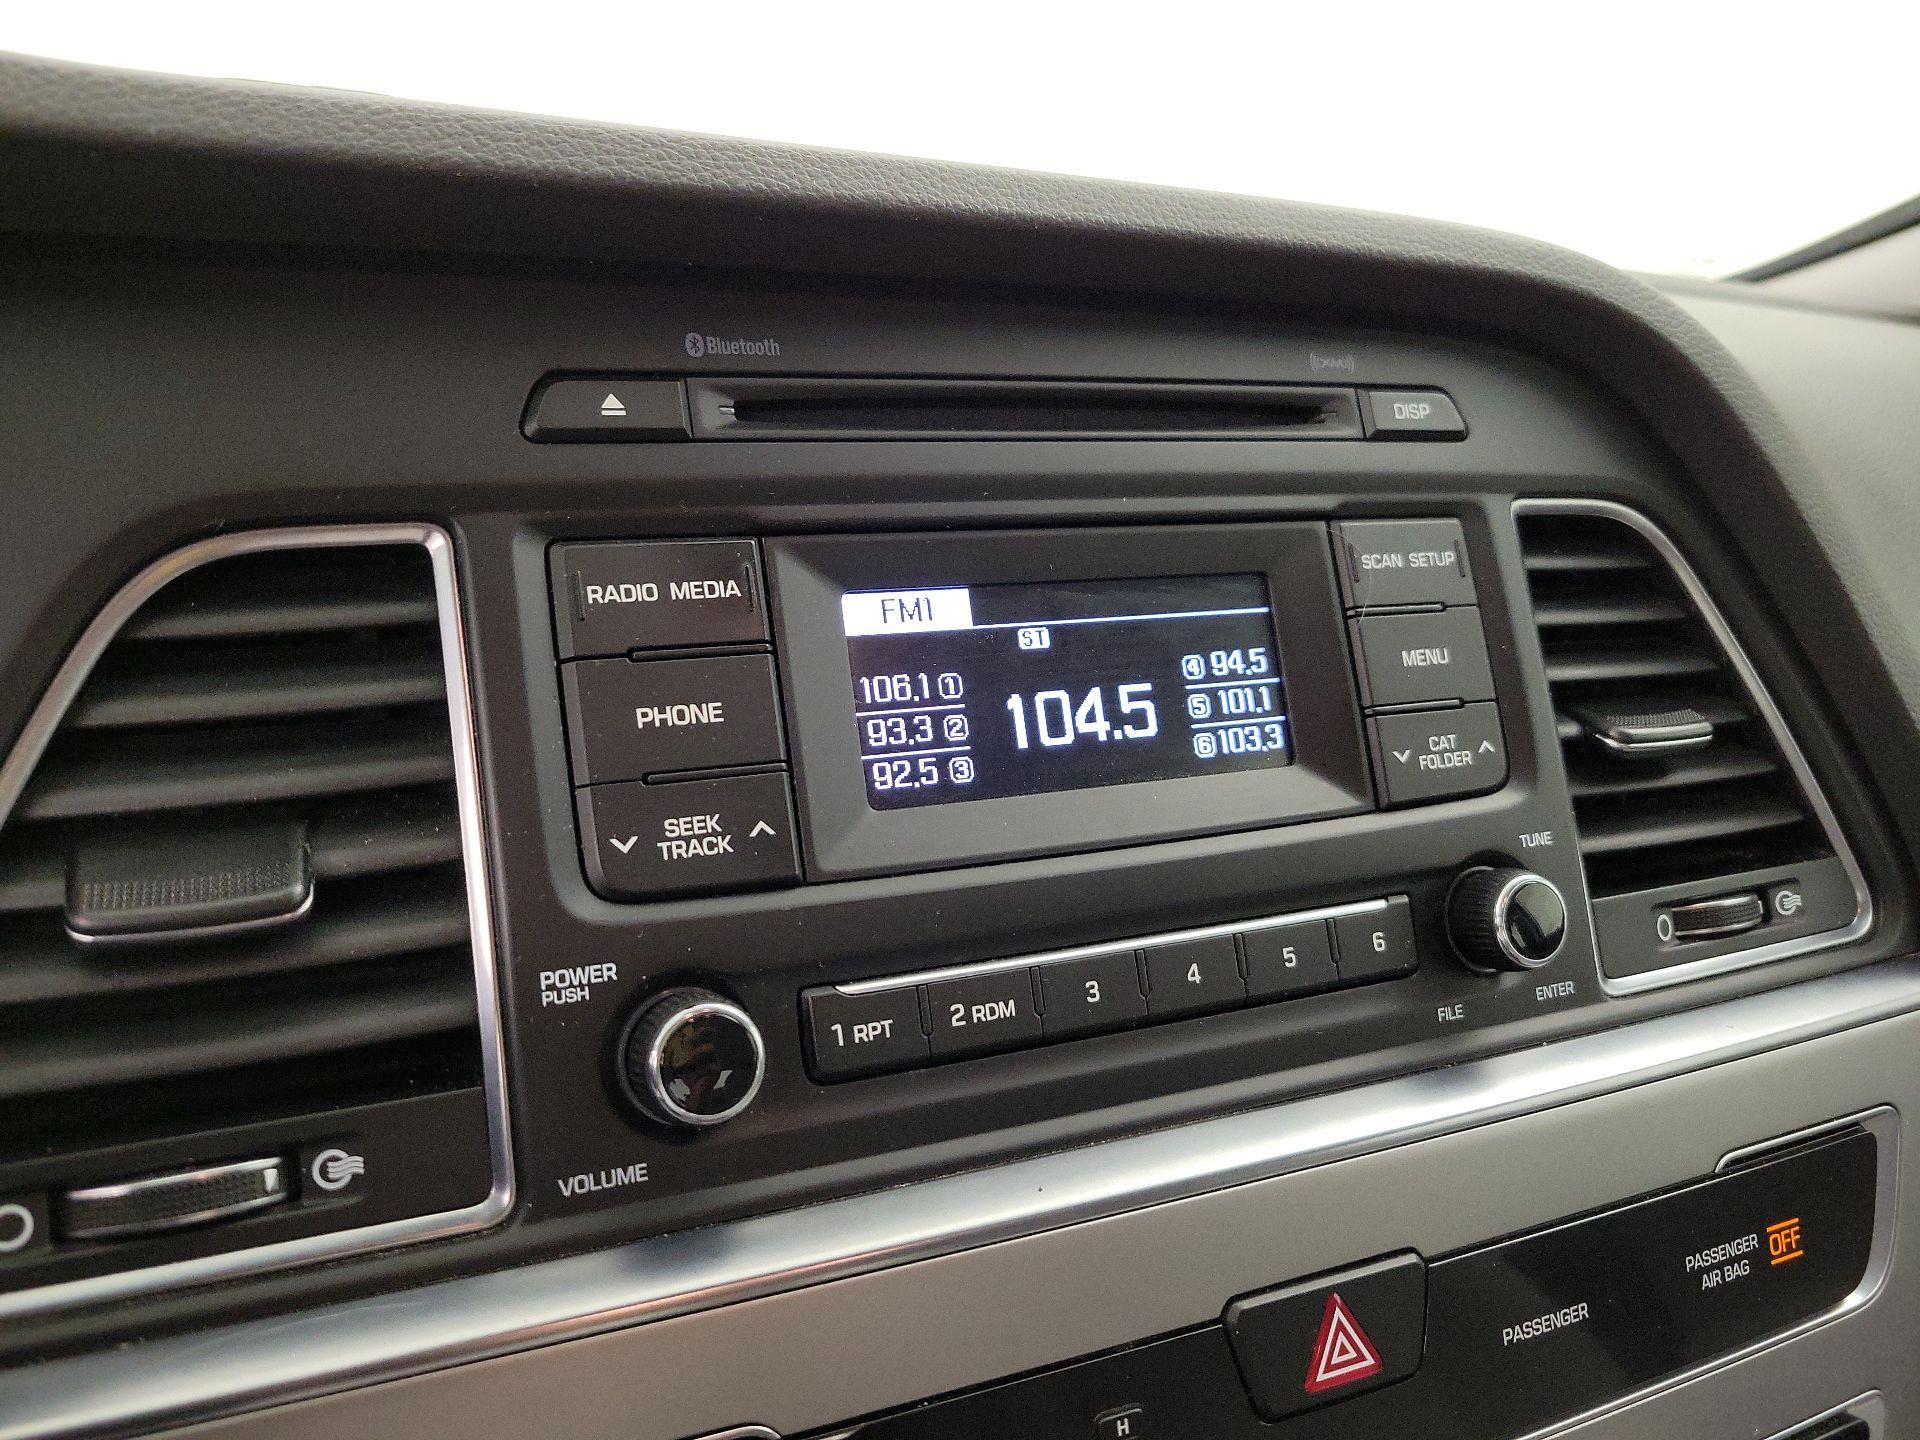 Bluetooth
((XM))
DISP
RADIO MEDIA
PHONE
SEEK
TRACK
FM1
ST
106.1 1
93.3 2
92.5 3
104.5
4 94.5
5 101.1
6 103.3
SCAN SETUP
MENU
CAT
FOLDER
TUNE
FILE
ENTER
POWER
PUSH
VOLUME
1 RPT
2 RDM
3
4
5
6
PASSENGER
AIR BAG
OFF
PASSENGER
H